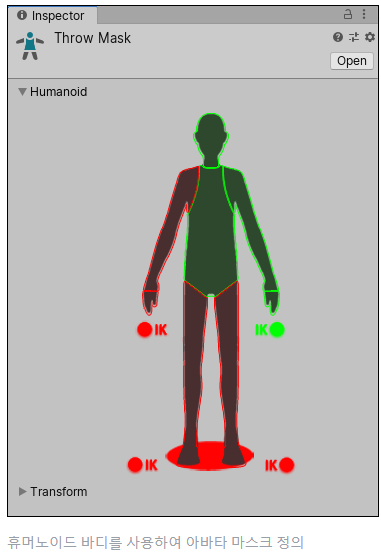 Inspector
Throw Mask
Open
Humanoid
IK
IK
IK
IK
Transform
휴머노이드 바디를 사용하여 아바타 마스크 정의